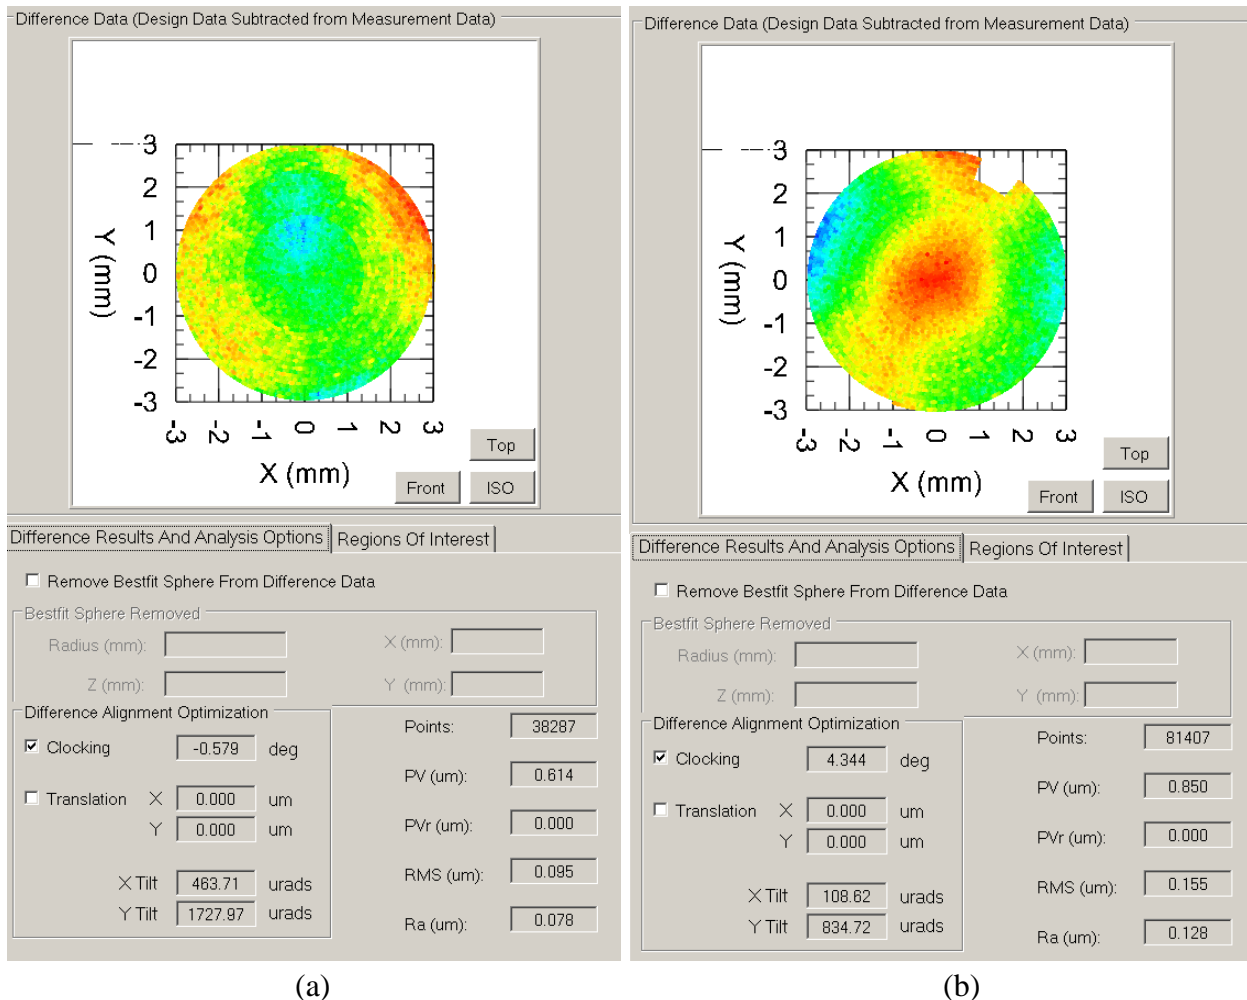 Difference Data (Design Data Subtracted from Measurement Data)
3
2
1
0
-1
-2
-3
Y (mm)
-3 -2 -1 0 1 2 3
X (mm)
Top
Front ISO
Difference Results And Analysis Options Regions Of Interest
Remove Bestfit Sphere From Difference Data
Bestfit Sphere Removed
Radius (mm): X (mm):
Z (mm): Y (mm):
Difference Alignment Optimization
Clocking -0.579 deg
Translation X 0.000 um
Y 0.000 um
X Tilt 463.71 urads
Y Tilt 1727.97 urads
Points: 38287
PV (um): 0.614
PVr (um): 0.000
RMS (um): 0.095
Ra (um): 0.078
(a)
Difference Data (Design Data Subtracted from Measurement Data)
3
2
1
0
-1
-2
-3
Y (mm)
-3 -2 -1 0 1 2 3
X (mm)
Top
Front ISO
Difference Results And Analysis Options Regions Of Interest
Remove Bestfit Sphere From Difference Data
Bestfit Sphere Removed
Radius (mm): X (mm):
Z (mm): Y (mm):
Difference Alignment Optimization
Clocking 4.344 deg
Translation X 0.000 um
Y 0.000 um
X Tilt 108.62 urads
Y Tilt 834.72 urads
Points: 81407
PV (um): 0.850
PVr (um): 0.000
RMS (um): 0.155
Ra (um): 0.128
(b)